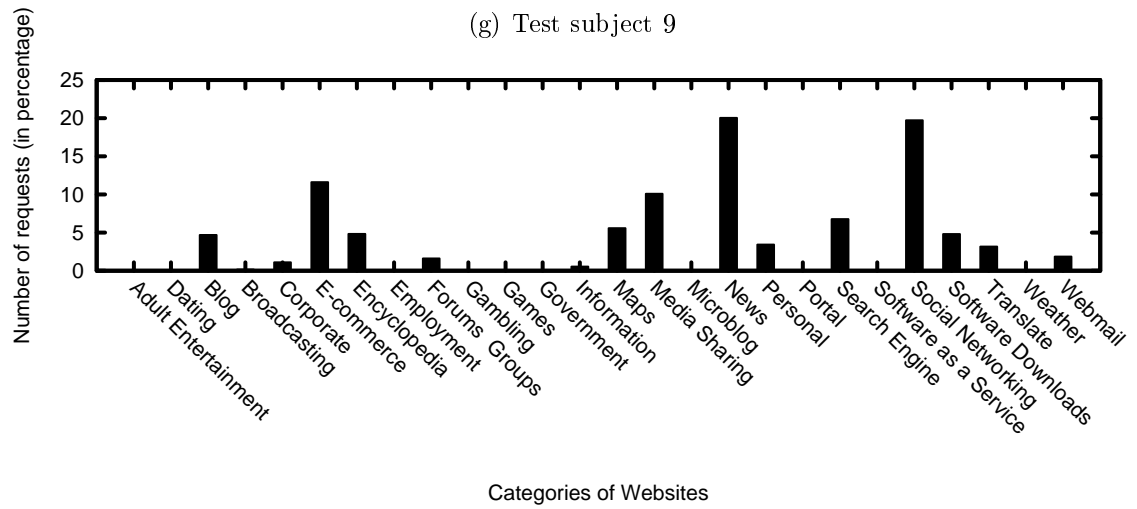 (g) Test subject 9
Number of requests (in percentage)
25
20
15
10
5
0
Adult Entertainment
Dating
Blog
Broadcasting
Corporate
E-commerce
Encyclopedia
Employment
Forums Groups
Gambling
Games
Government
Information
Maps
Media Sharing
Microblog
News
Personal
Portal
Search Engine
Software as a Service
Social Networking
Software Downloads
Translate
Weather
Webmail
Categories of Websites